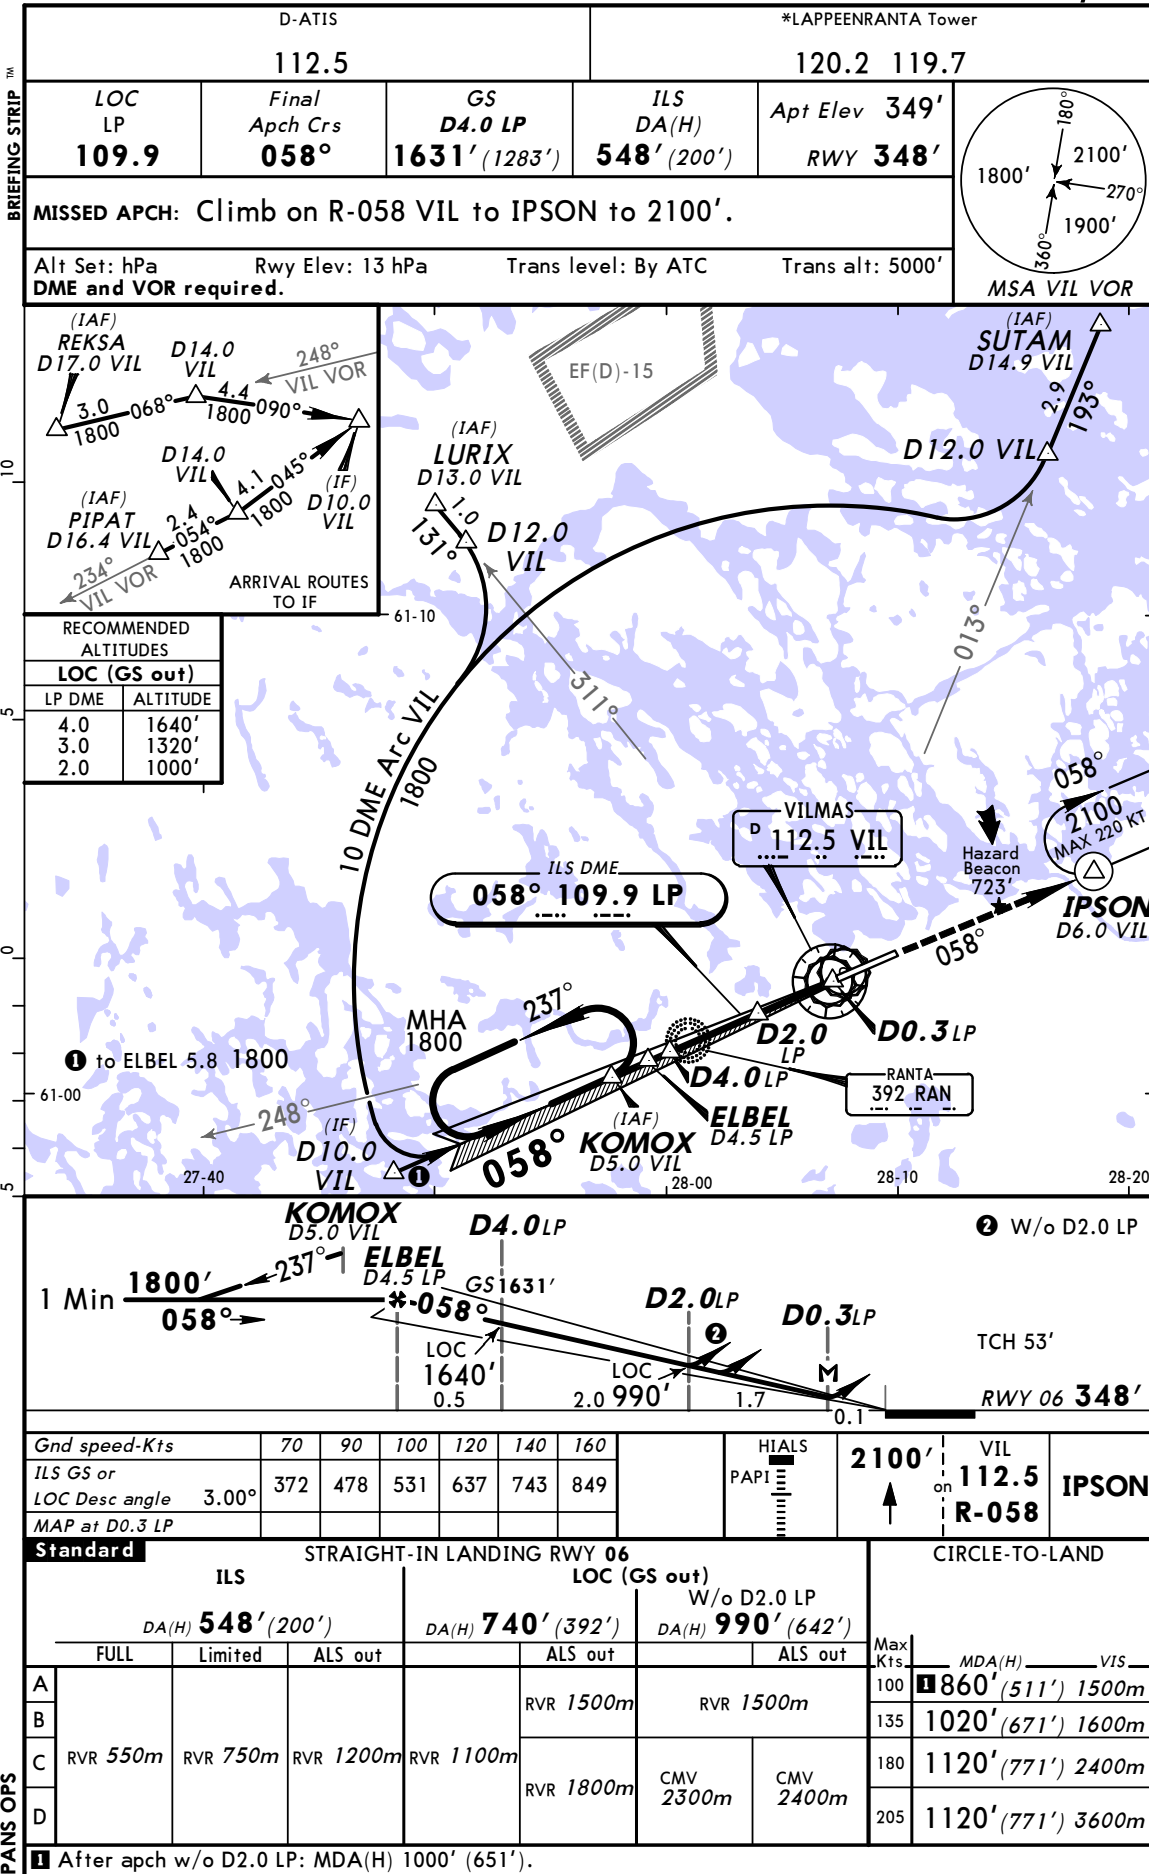 BRIEFING STRIP TM
D-ATIS
112.5
*LAPPEENRANTA Tower
120.2 119.7
LOC
LP
109.9
Final
Apch Crs
058°
GS
D4.0 LP
1631' (1283')
ILS
DA(H)
548' (200')
Apt Elev 349'
RWY 348'
MISSED APCH: Climb on R-058 VIL to IPSON to 2100'.
Alt Set: hPa Rwy Elev: 13 hPa Trans level: By ATC Trans alt: 5000'
DME and VOR required.
180°
2100'
1800'
270°
1900'
360°
MSA VIL VOR
(IAF)
REKSA
D17.0 VIL
D14.0
VIL
248°
VIL VOR
3.0
068°
1800
4.4
090°
1800
D14.0
VIL
4.1
045°
1800
(IF)
D10.0
VIL
(IAF)
PIPAT
D16.4 VIL
2.4
054°
1800
234°
VIL VOR
ARRIVAL ROUTES
TO IF
RECOMMENDED
ALTITUDES
LOC (GS out)
LP DME ALTITUDE
4.0 1640'
3.0 1320'
2.0 1000'
EF(D)-15
(IAF)
SUTAM
D14.9 VIL
2.9
193°
D12.0 VIL
(IAF)
LURIX
D13.0 VIL
1.0
131°
D12.0
VIL
10
61-10
5
311°
013°
10 DME Arc VIL
1800
VILMAS
D 112.5 VIL
058°
2100
MAX 220 KT
Hazard
Beacon
723'
IPSON
D6.0 VIL
058°
ILS DME
058° 109.9 LP
0
237°
MHA
1800
1 to ELBEL 5.8 1800
61-00
248°
D2.0
LP
D0.3 LP
D4.0 LP
RANTA
392 RAN
ELBEL
D4.5 LP
(IAF)
KOMOX
D5.0 VIL
058°
(IF)
D10.0
VIL
1
5
27-40
28-00
28-10
28-20
KOMOX
D5.0 VIL
D4.0 LP
2 W/o D2.0 LP
237°
ELBEL
D4.5 LP
1 Min
1800'
058°
058°
GS 1631'
D2.0 LP
D0.3 LP
2
LOC
1640'
LOC
990'
M
TCH 53'
RWY 06 348'
0.5
2.0
1.7
0.1
Gnd speed-Kts 70 90 100 120 140 160
ILS GS or
LOC Desc angle 3.00° 372 478 531 637 743 849
MAP at D0.3 LP
HIALS
PAPI
2100'
on
VIL
112.5
R-058
IPSON
Standard
STRAIGHT-IN LANDING RWY 06
CIRCLE-TO-LAND
ILS
LOC (GS out)
W/o D2.0 LP
DA(H) 548' (200')
DA(H) 740' (392')
DA(H) 990' (642')
FULL Limited ALS out ALS out ALS out
Max
Kts
MDA(H) VIS
A
B
C
D
RVR 550m
RVR 750m
RVR 1200m
RVR 1100m
RVR 1500m
RVR 1800m
RVR 1500m
CMV
2300m
CMV
2400m
100 1 860' (511') 1500m
135 1020' (671') 1600m
180 1120' (771') 2400m
205 1120' (771') 3600m
PANS OPS
1 After apch w/o D2.0 LP: MDA(H) 1000' (651').